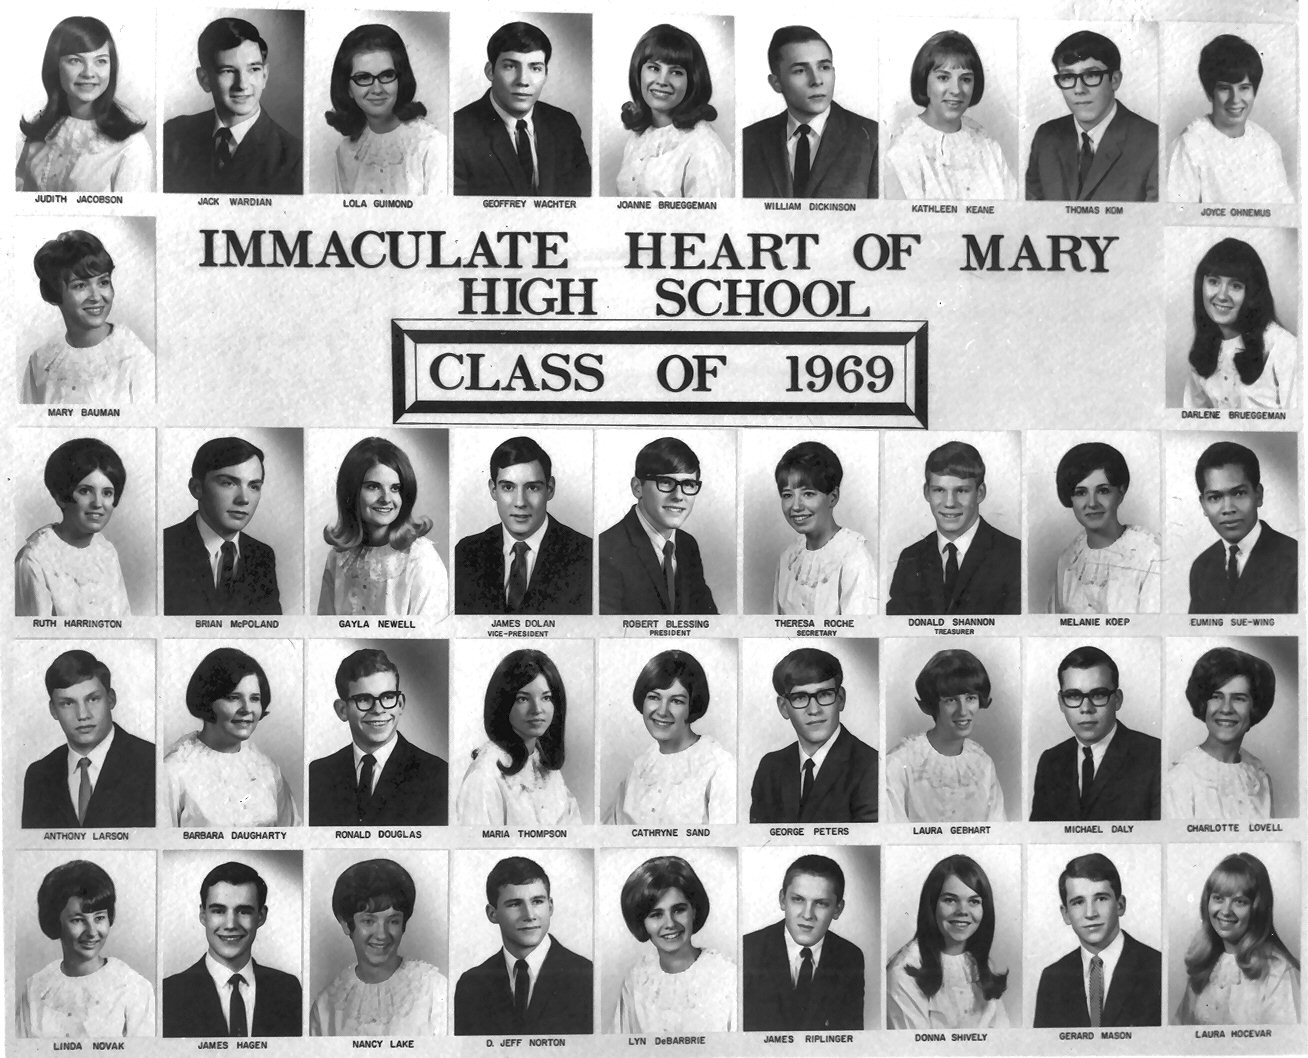 JUDITH JACOBSON
JACK WARDIAN
LOLA GUIMOND
GEOFFREY WACHTER
JOANNE BRUEGGEMAN
WILLIAM DICKINSON
KATHLEEN KEANE
THOMAS KOM
JOYCE OHNEMUS
IMMACULATE HEART OF MARY
HIGH SCHOOL
CLASS OF 1969
MARY BAUMAN
DARLENE BRUEGGEMAN
RUTH HARRINGTON
BRIAN McPOLAND
GAYLA NEWELL
JAMES DOLAN
VICE-PRESIDENT
ROBERT BLESSING
PRESIDENT
THERESA ROCHE
SECRETARY
DONALD SHANNON
TREASURER
MELANIE KOEP
EUMING SUE-WING
ANTHONY LARSON
BARBARA DAUGHARTY
RONALD DOUGLAS
MARIA THOMPSON
CATHRYNE SAND
GEORGE PETERS
LAURA GEBHART
MICHAEL DALY
CHARLOTTE LOVELL
LINDA NOVAK
JAMES HAGEN
NANCY LAKE
D. JEFF NORTON
LYN DeBARBRIE
JAMES RIPLINGER
DONNA SHIVELY
GERARD MASON
LAURA HOCEVAR